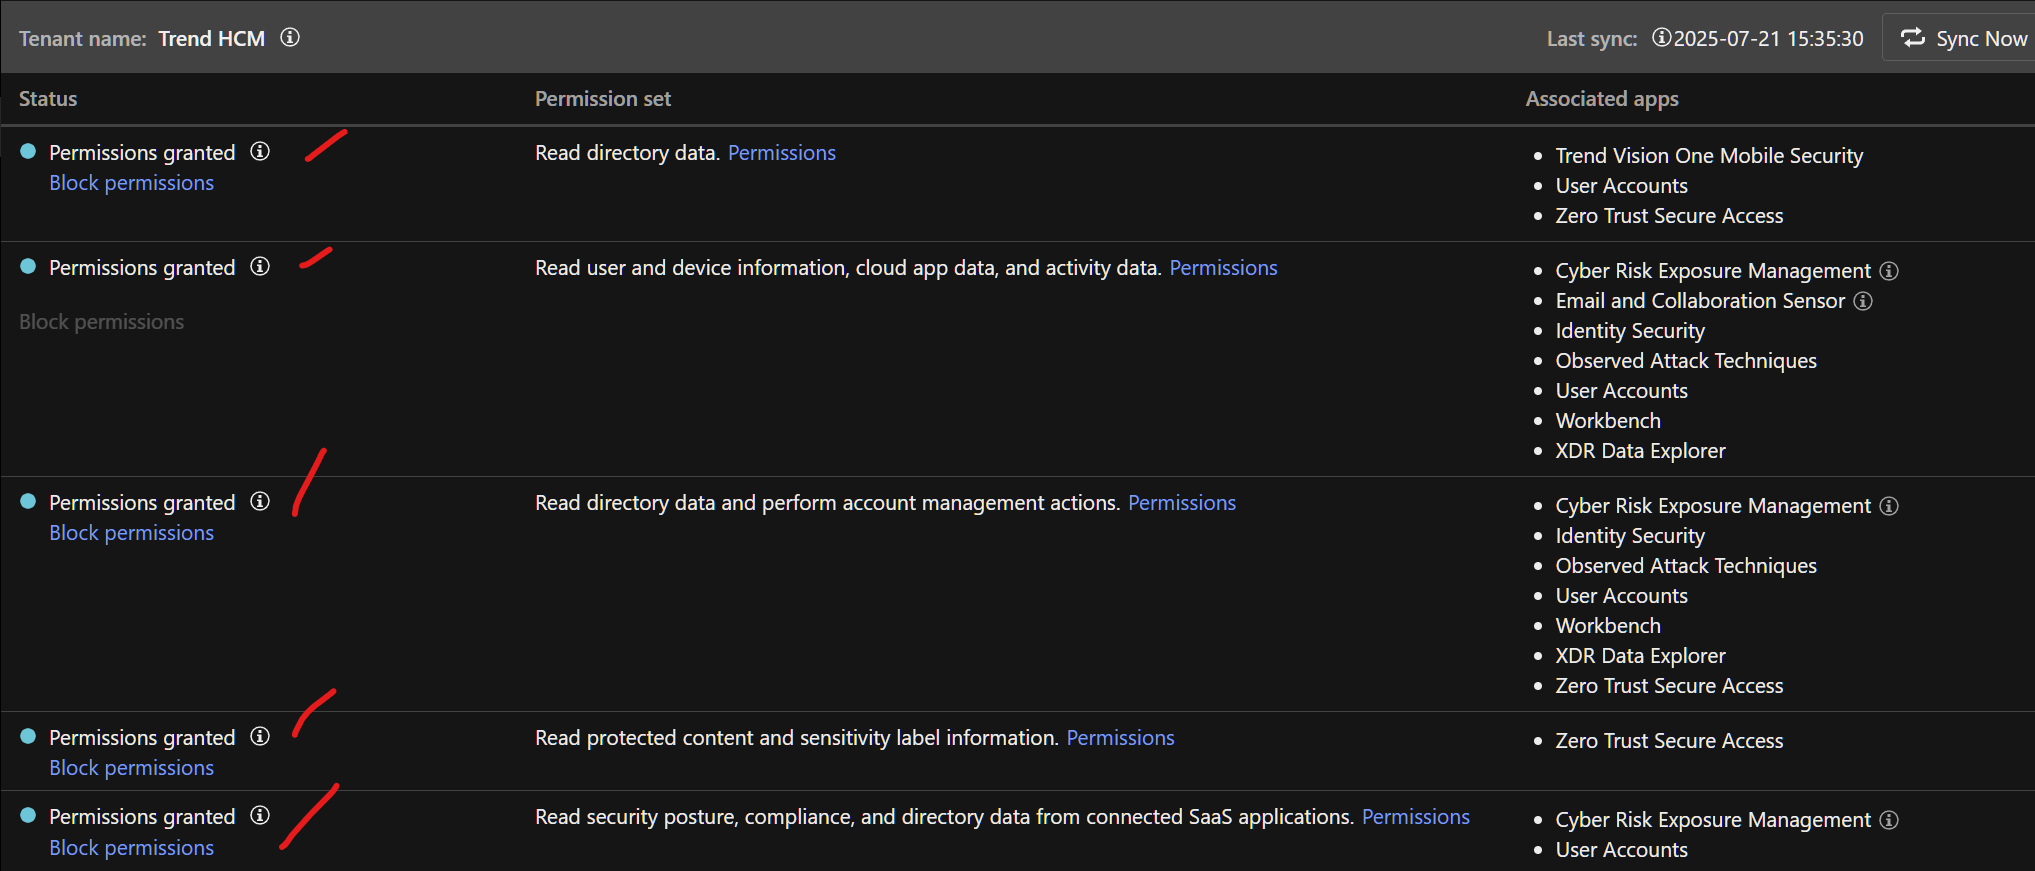 Tenant name: Trend HCM
Last sync: 2025-07-21 15:35:30 Sync Now
Status Permission set Associated apps
Permissions granted
Block permissions
Read directory data. Permissions
Trend Vision One Mobile Security
User Accounts
Zero Trust Secure Access
Permissions granted
Block permissions
Read user and device information, cloud app data, and activity data. Permissions
Cyber Risk Exposure Management
Email and Collaboration Sensor
Identity Security
Observed Attack Techniques
User Accounts
Workbench
XDR Data Explorer
Permissions granted
Block permissions
Read directory data and perform account management actions. Permissions
Cyber Risk Exposure Management
Identity Security
Observed Attack Techniques
User Accounts
Workbench
XDR Data Explorer
Zero Trust Secure Access
Permissions granted
Block permissions
Read protected content and sensitivity label information. Permissions
Zero Trust Secure Access
Permissions granted
Block permissions
Read security posture, compliance, and directory data from connected SaaS applications. Permissions
Cyber Risk Exposure Management
User Accounts